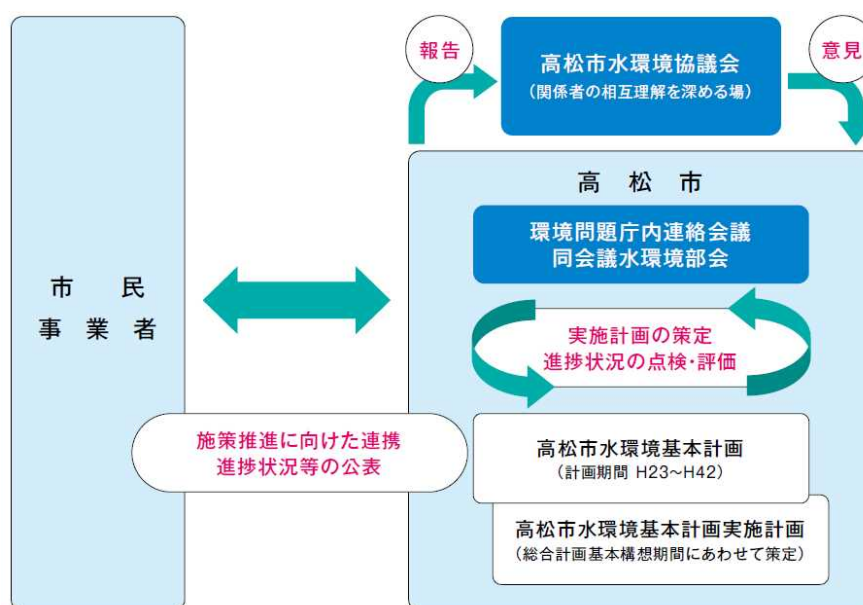 報告
高松市水環境協議会
（関係者の相互理解を深める場）
意見
高 松 市
環境問題庁内連絡会議
同会議水環境部会
市 民
事 業 者
実施計画の策定
進捗状況の点検・評価
施策推進に向けた連携
進捗状況等の公表
高松市水環境基本計画
（計画期間 H23〜H42）
高松市水環境基本計画実施計画
（総合計画基本構想期間にあわせて策定）